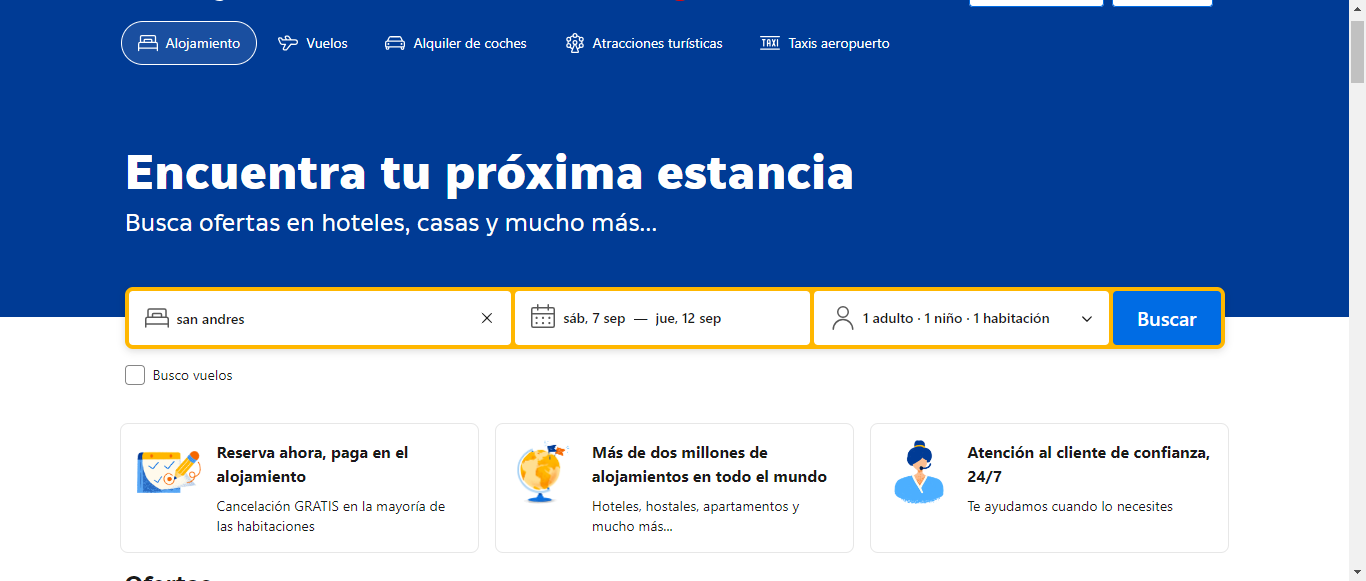 Alojamiento Vuelos Alquiler de coches Atracciones turísticas TAXI Taxis aeropuerto
Encuentra tu próxima estancia
Busca ofertas en hoteles, casas y mucho más...
san andres sáb, 7 sep — jue, 12 sep 1 adulto · 1 niño · 1 habitación Buscar
Busco vuelos
Reserva ahora, paga en el
alojamiento
Cancelación GRATIS en la mayoría de
las habitaciones
Más de dos millones de
alojamientos en todo el mundo
Hoteles, hostales, apartamentos y
mucho más...
Atención al cliente de confianza,
24/7
Te ayudamos cuando lo necesites